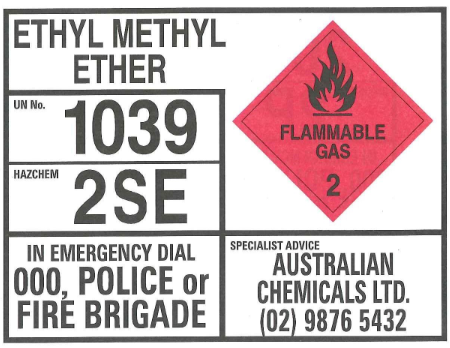 ETHYL METHYL
ETHER
UN No.
1039
HAZCHEM
2SE
FLAMMABLE
GAS
2
IN EMERGENCY DIAL
000, POLICE or
FIRE BRIGADE
SPECIALIST ADVICE
AUSTRALIAN
CHEMICALS LTD.
(02) 9876 5432